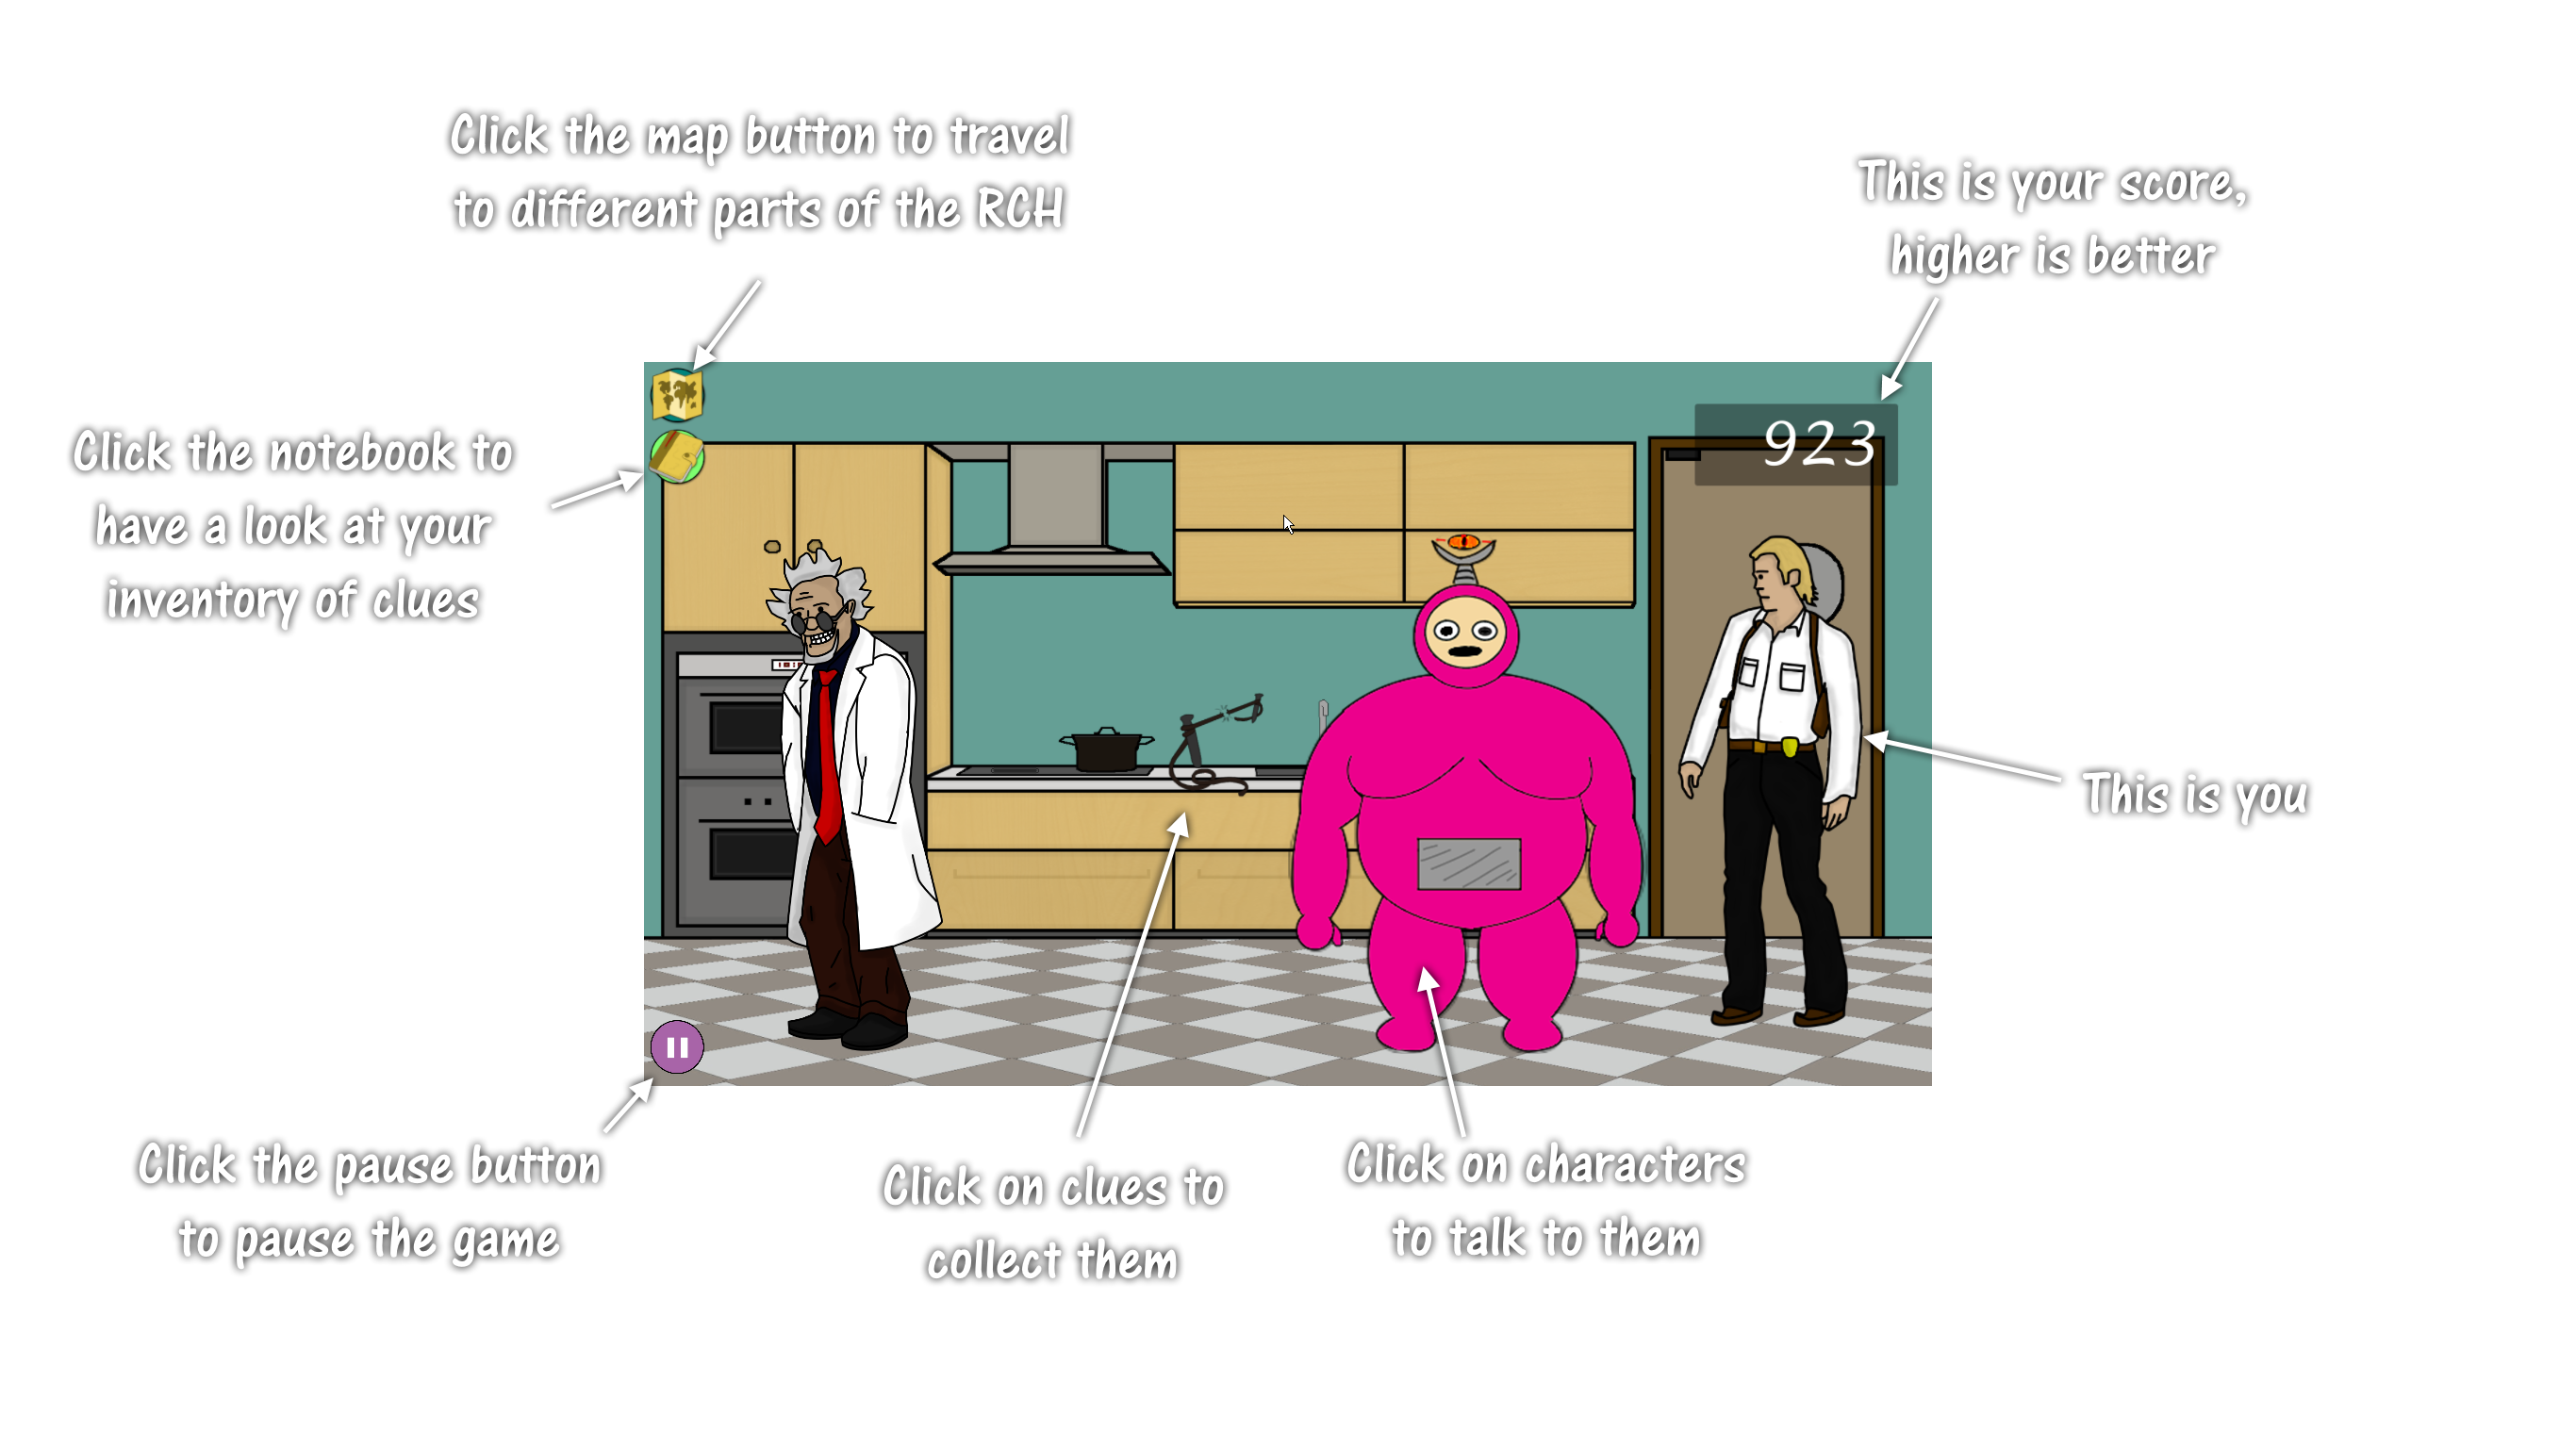 Click the map button to travel
to different parts of the RCH
This is your score,
higher is better
923
Click the notebook to
have a look at your
inventory of clues
This is you
Click the pause button
to pause the game
Click on clues to
collect them
Click on characters
to talk to them